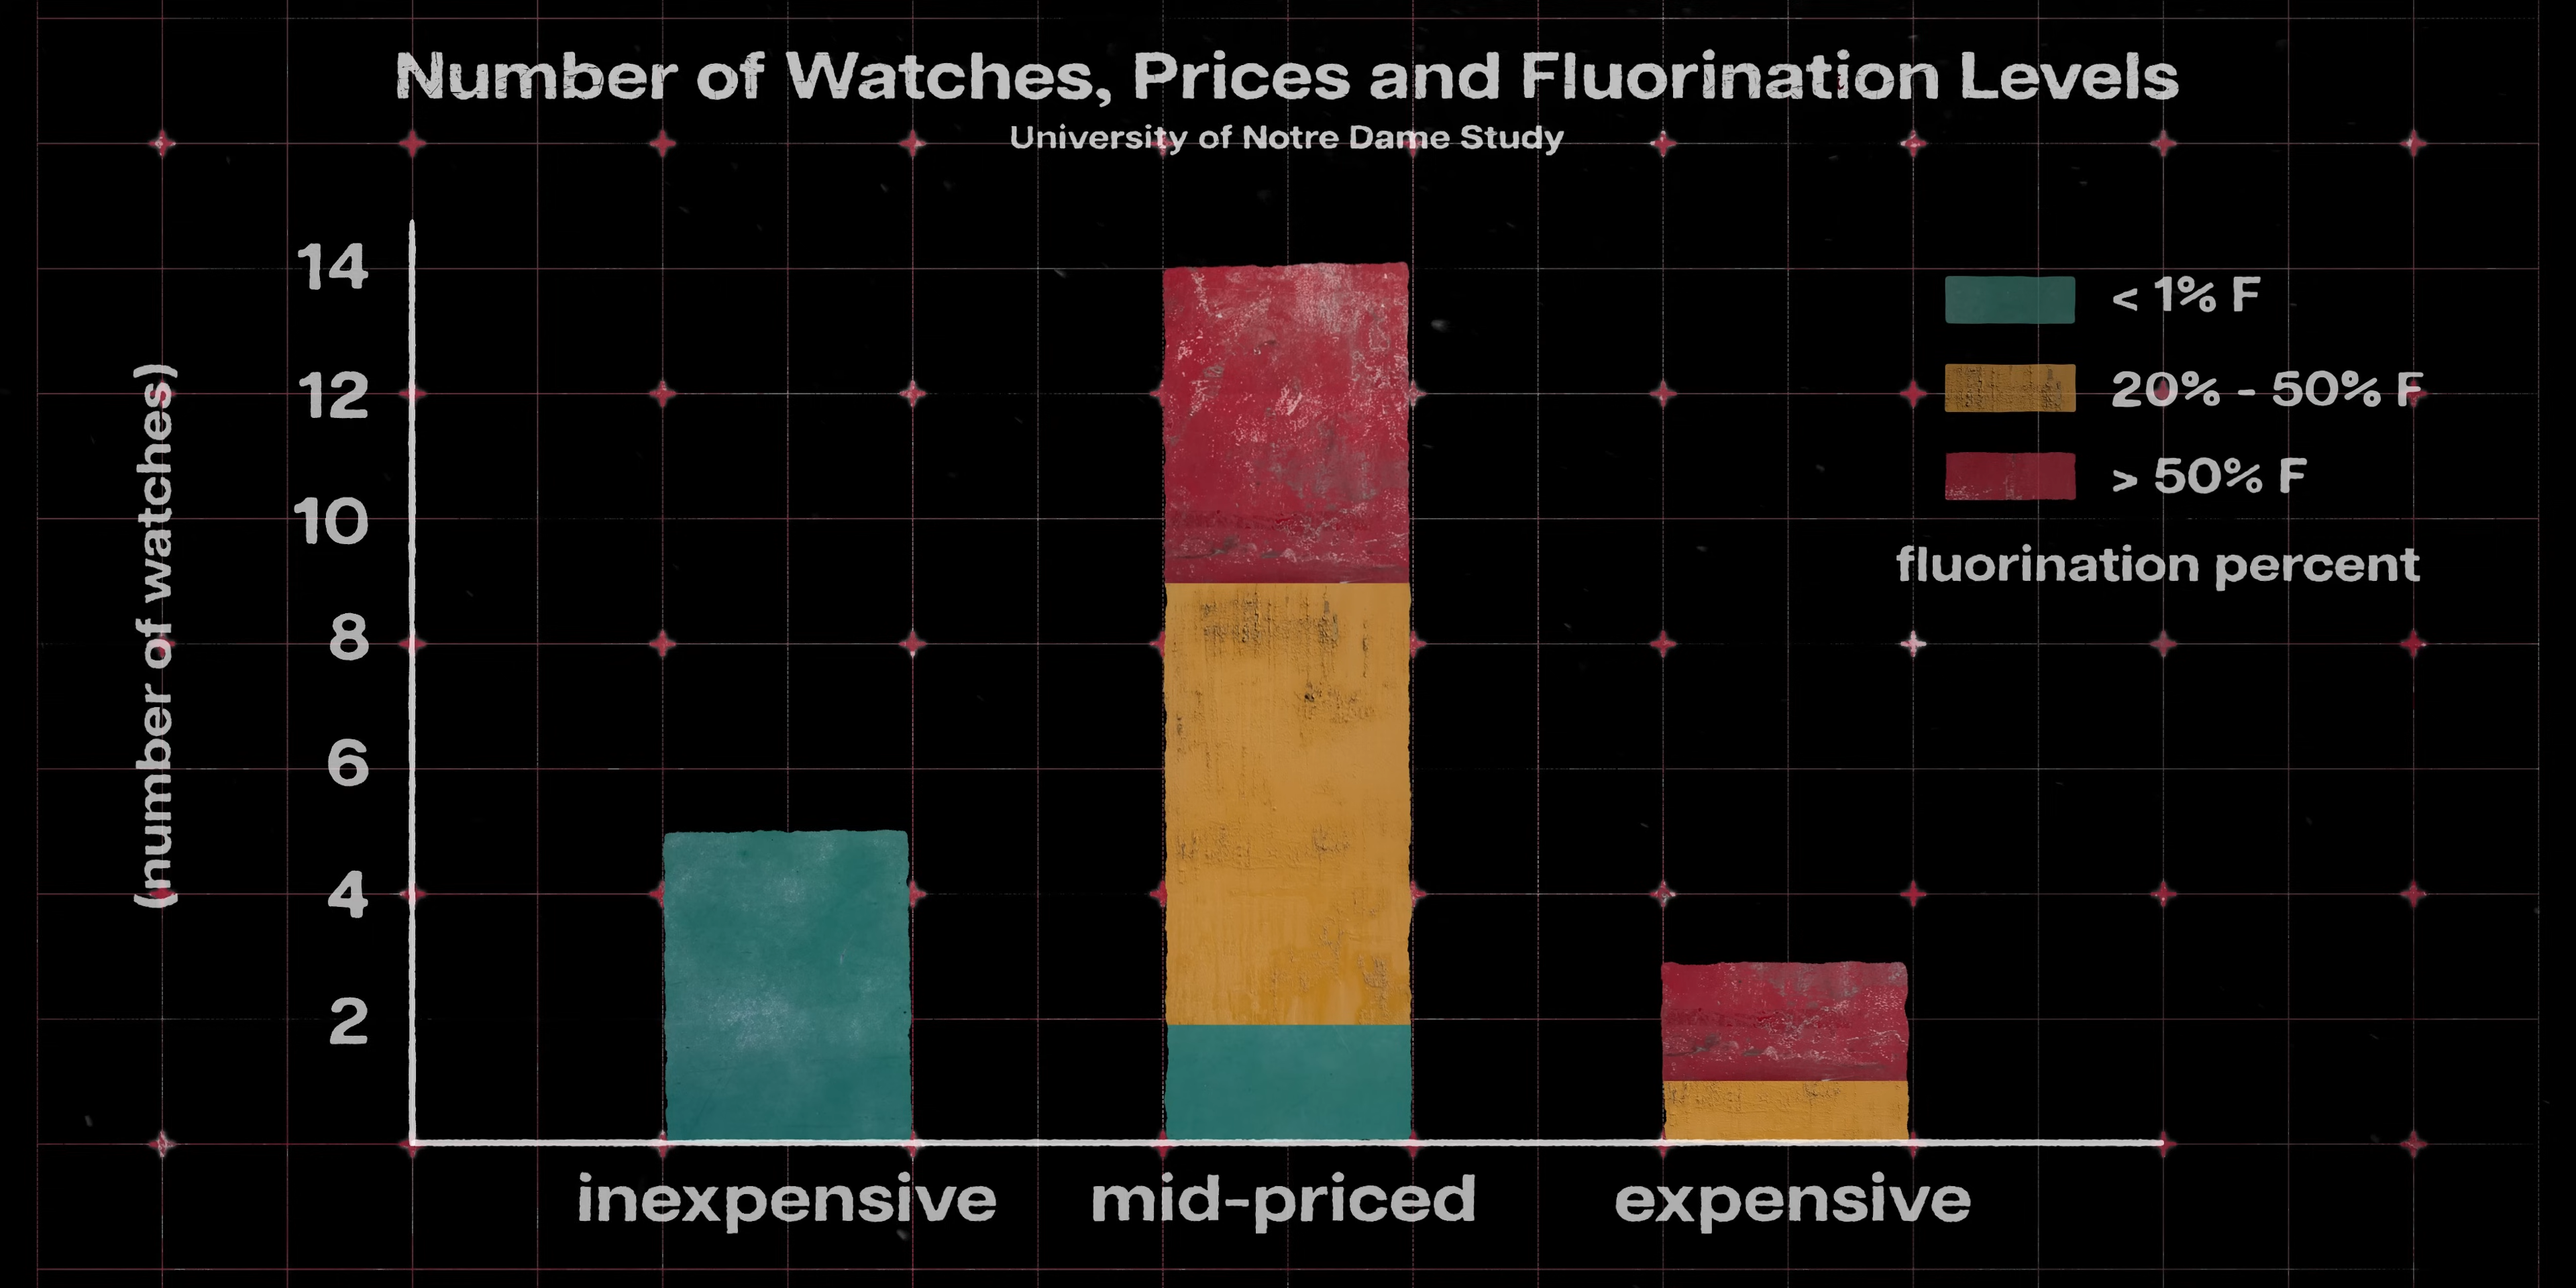 Number of Watches, Prices and Fluorination Levels
University of Notre Dame Study
(number of watches)
14
12
10
8
6
4
2
< 1% F
20% - 50% F
> 50% F
fluorination percent
inexpensive
mid-priced
expensive